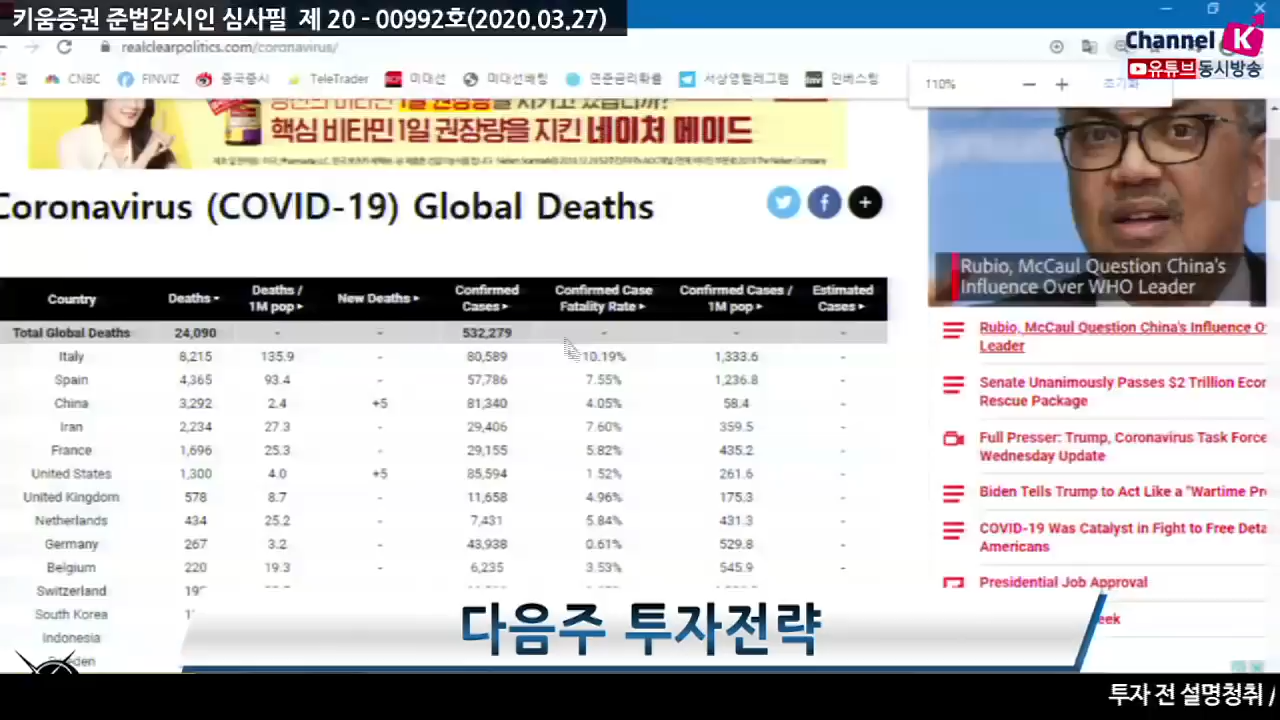 키움증권 준법감시인 심사필 제 20 - 00992호(2020.03.27)
Channel K
유튜브동시방송
realclearpolitics.com/coronavirus/
앱 CNBC FINVIZ 중국증시 TeleTrader 미대선 미대선베팅 연준금리확률 서상영텔레그램 인베스팅
110% 초기화
핵심 비타민 1일 권장량을 지킨 네이처 메이드
Coronavirus (COVID-19) Global Deaths
Country Deaths Deaths / 1M pop New Deaths Confirmed Cases Confirmed Case Fatality Rate Confirmed Cases / 1M pop Estimated Cases
Total Global Deaths 24,090 - - 532,279 - - -
Italy 8,215 135.9 - 80,589 10.19% 1,333.6 -
Spain 4,365 93.4 - 57,786 7.55% 1,236.8 -
China 3,292 2.4 +5 81,340 4.05% 58.4 -
Iran 2,234 27.3 - 29,406 7.60% 359.5 -
France 1,696 25.3 - 29,155 5.82% 435.2 -
United States 1,300 4.0 +5 85,594 1.52% 261.6 -
United Kingdom 578 8.7 - 11,658 4.96% 175.3 -
Netherlands 434 25.2 - 7,431 5.84% 431.3 -
Germany 267 3.2 - 43,938 0.61% 529.8 -
Belgium 220 19.3 - 6,235 3.53% 545.9 -
Switzerland
South Korea
Indonesia
Rubio, McCaul Question China's
Influence Over WHO Leader
Rubio, McCaul Question China's Influence O
Leader
Senate Unanimously Passes $2 Trillion Econ
Rescue Package
Full Presser: Trump, Coronavirus Task Force
Wednesday Update
Biden Tells Trump to Act Like a "Wartime Pr
COVID-19 Was Catalyst in Fight to Free Deta
Americans
Presidential Job Approval
eek
다음주 투자전략
투자 전 설명청취 /